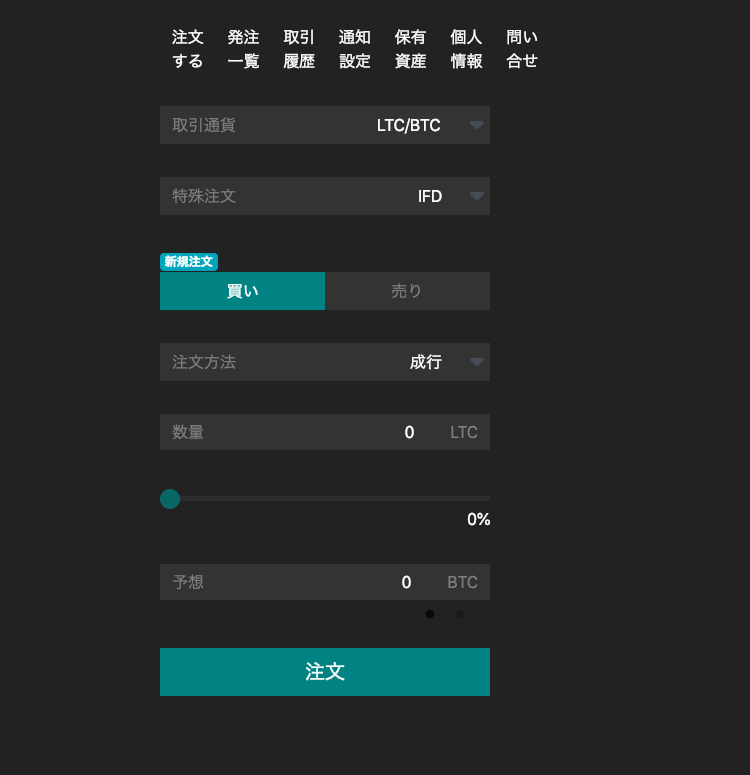 注文 発注 取引 通知 保有 個人 問い
する 一覧 履歴 設定 資産 情報 合せ
取引通貨 LTC/BTC
特殊注文 IFD
新規注文
買い 売り
注文方法 成行
数量 0 LTC
0%
予想 0 BTC
注文